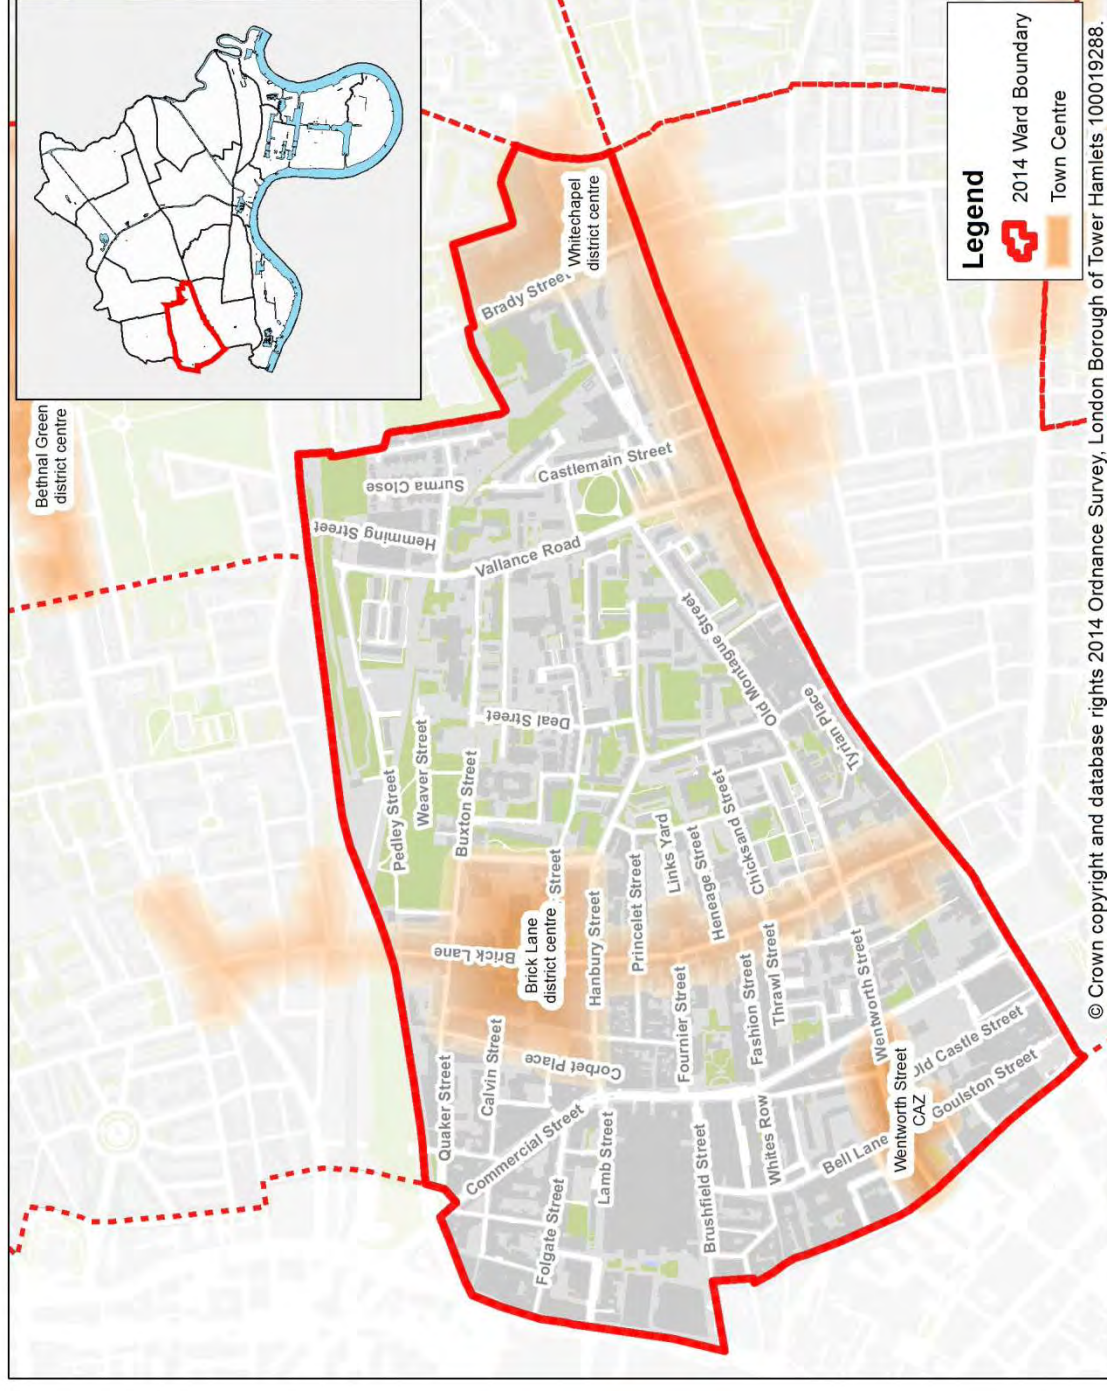 Bethnal Green
district centre
Whitechapel
district centre
Brady Street
Surma Close
Castlemain Street
Hemming Street
Vallance Road
Old Montague Street
Deal Street
Tyrian Place
Pedley Street
Weaver Street
Buxton Street
Links Yard
Heneage Street
Chicksand Street
Princelet Street
Street
Hanbury Street
Brick Lane
Brick Lane
district centre
Fournier Street
Fashion Street
Thrawl Street
Wentworth Street
Corbet Place
Calvin Street
Quaker Street
Commercial Street
Folgate Street
Lamb Street
Brushfield Street
Whites Row
Bell Lane
Wentworth Street
CAZ
Old Castle Street
Goulston Street
Legend
2014 Ward Boundary
Town Centre
© Crown copyright and database rights 2014 Ordnance Survey, London Borough of Tower Hamlets 100019288.